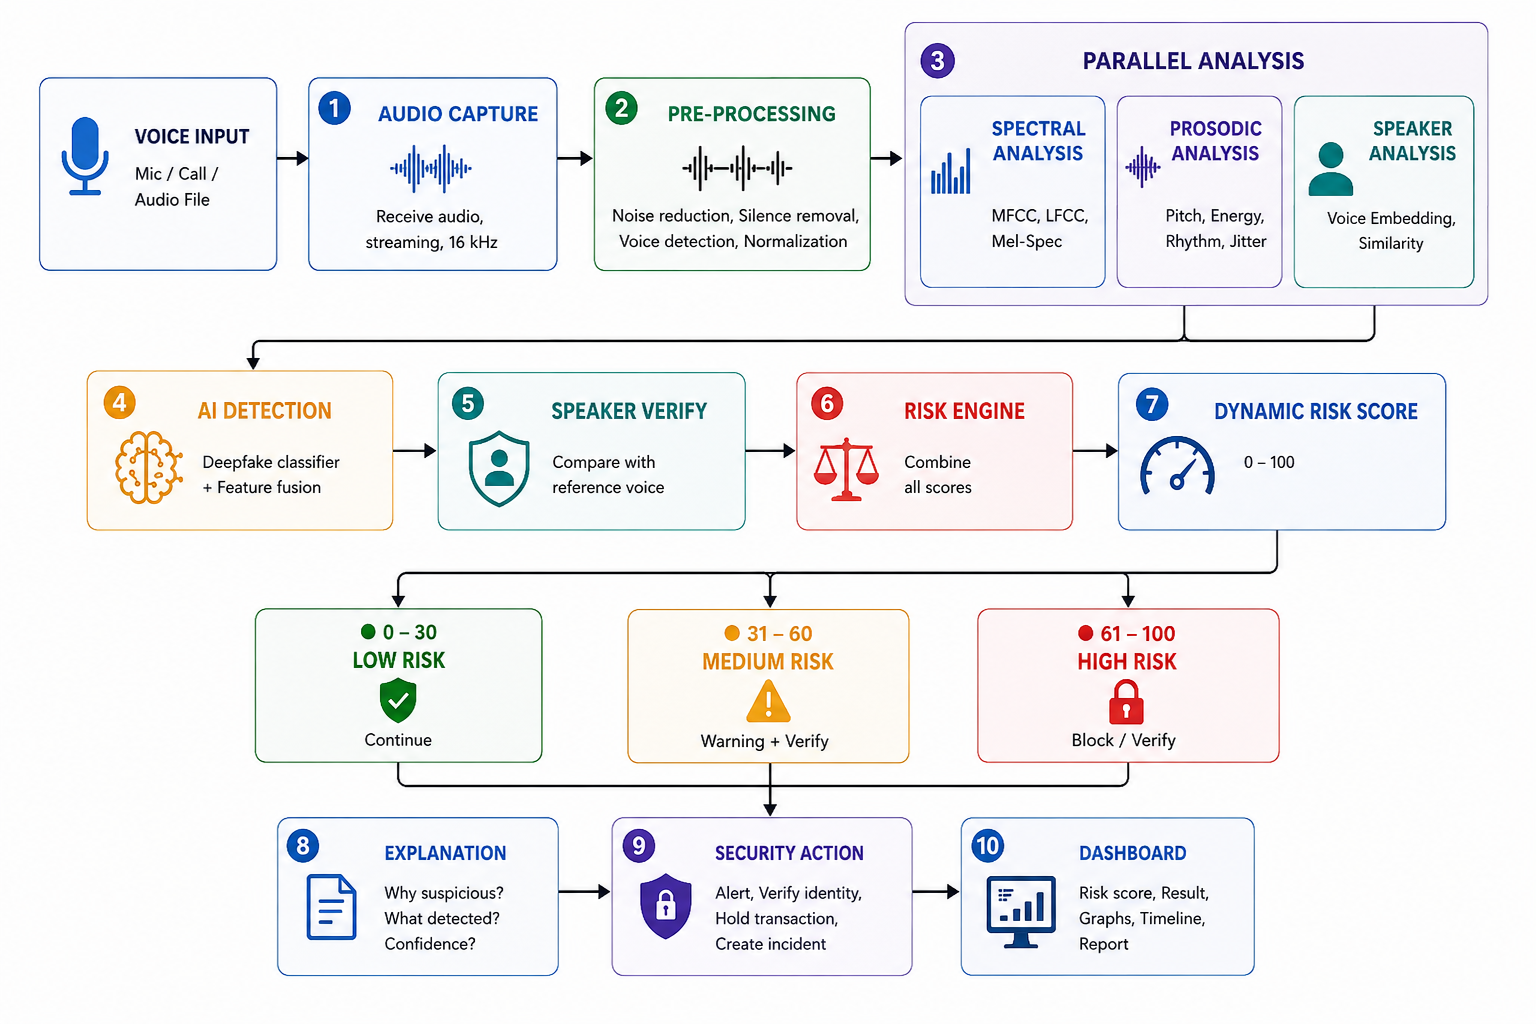 VOICE INPUT
Mic / Call /
Audio File
1
AUDIO CAPTURE
Receive audio,
streaming, 16 kHz
2
PRE-PROCESSING
Noise reduction, Silence removal,
Voice detection, Normalization
3
PARALLEL ANALYSIS
SPECTRAL
ANALYSIS
MFCC, LFCC,
Mel-Spec
PROSODIC
ANALYSIS
Pitch, Energy,
Rhythm, Jitter
SPEAKER
ANALYSIS
Voice Embedding,
Similarity
4
AI DETECTION
Deepfake classifier
+ Feature fusion
5
SPEAKER VERIFY
Compare with
reference voice
6
RISK ENGINE
Combine
all scores
7
DYNAMIC RISK SCORE
0 – 100
0 – 30
LOW RISK
Continue
31 – 60
MEDIUM RISK
Warning + Verify
61 – 100
HIGH RISK
Block / Verify
8
EXPLANATION
Why suspicious?
What detected?
Confidence?
9
SECURITY ACTION
Alert, Verify identity,
Hold transaction,
Create incident
10
DASHBOARD
Risk score, Result,
Graphs, Timeline,
Report